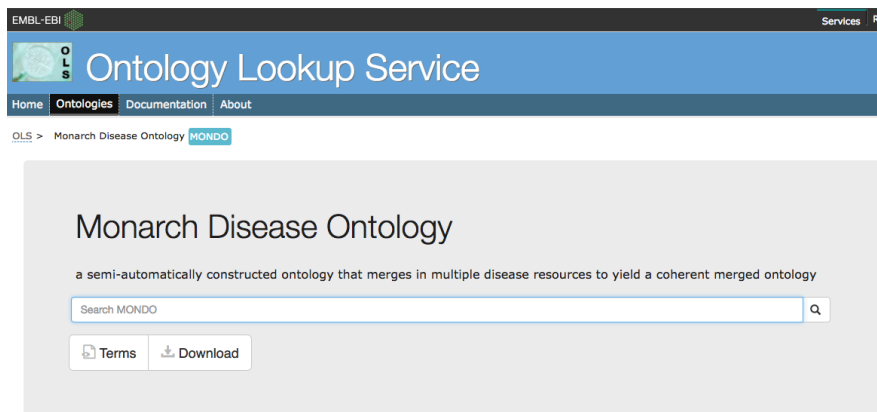 EMBL-EBI Services
OLS
Ontology Lookup Service
Home Ontologies Documentation About
OLS > Monarch Disease Ontology MONDO
Monarch Disease Ontology
a semi-automatically constructed ontology that merges in multiple disease resources to yield a coherent merged ontology
Search MONDO
Terms Download